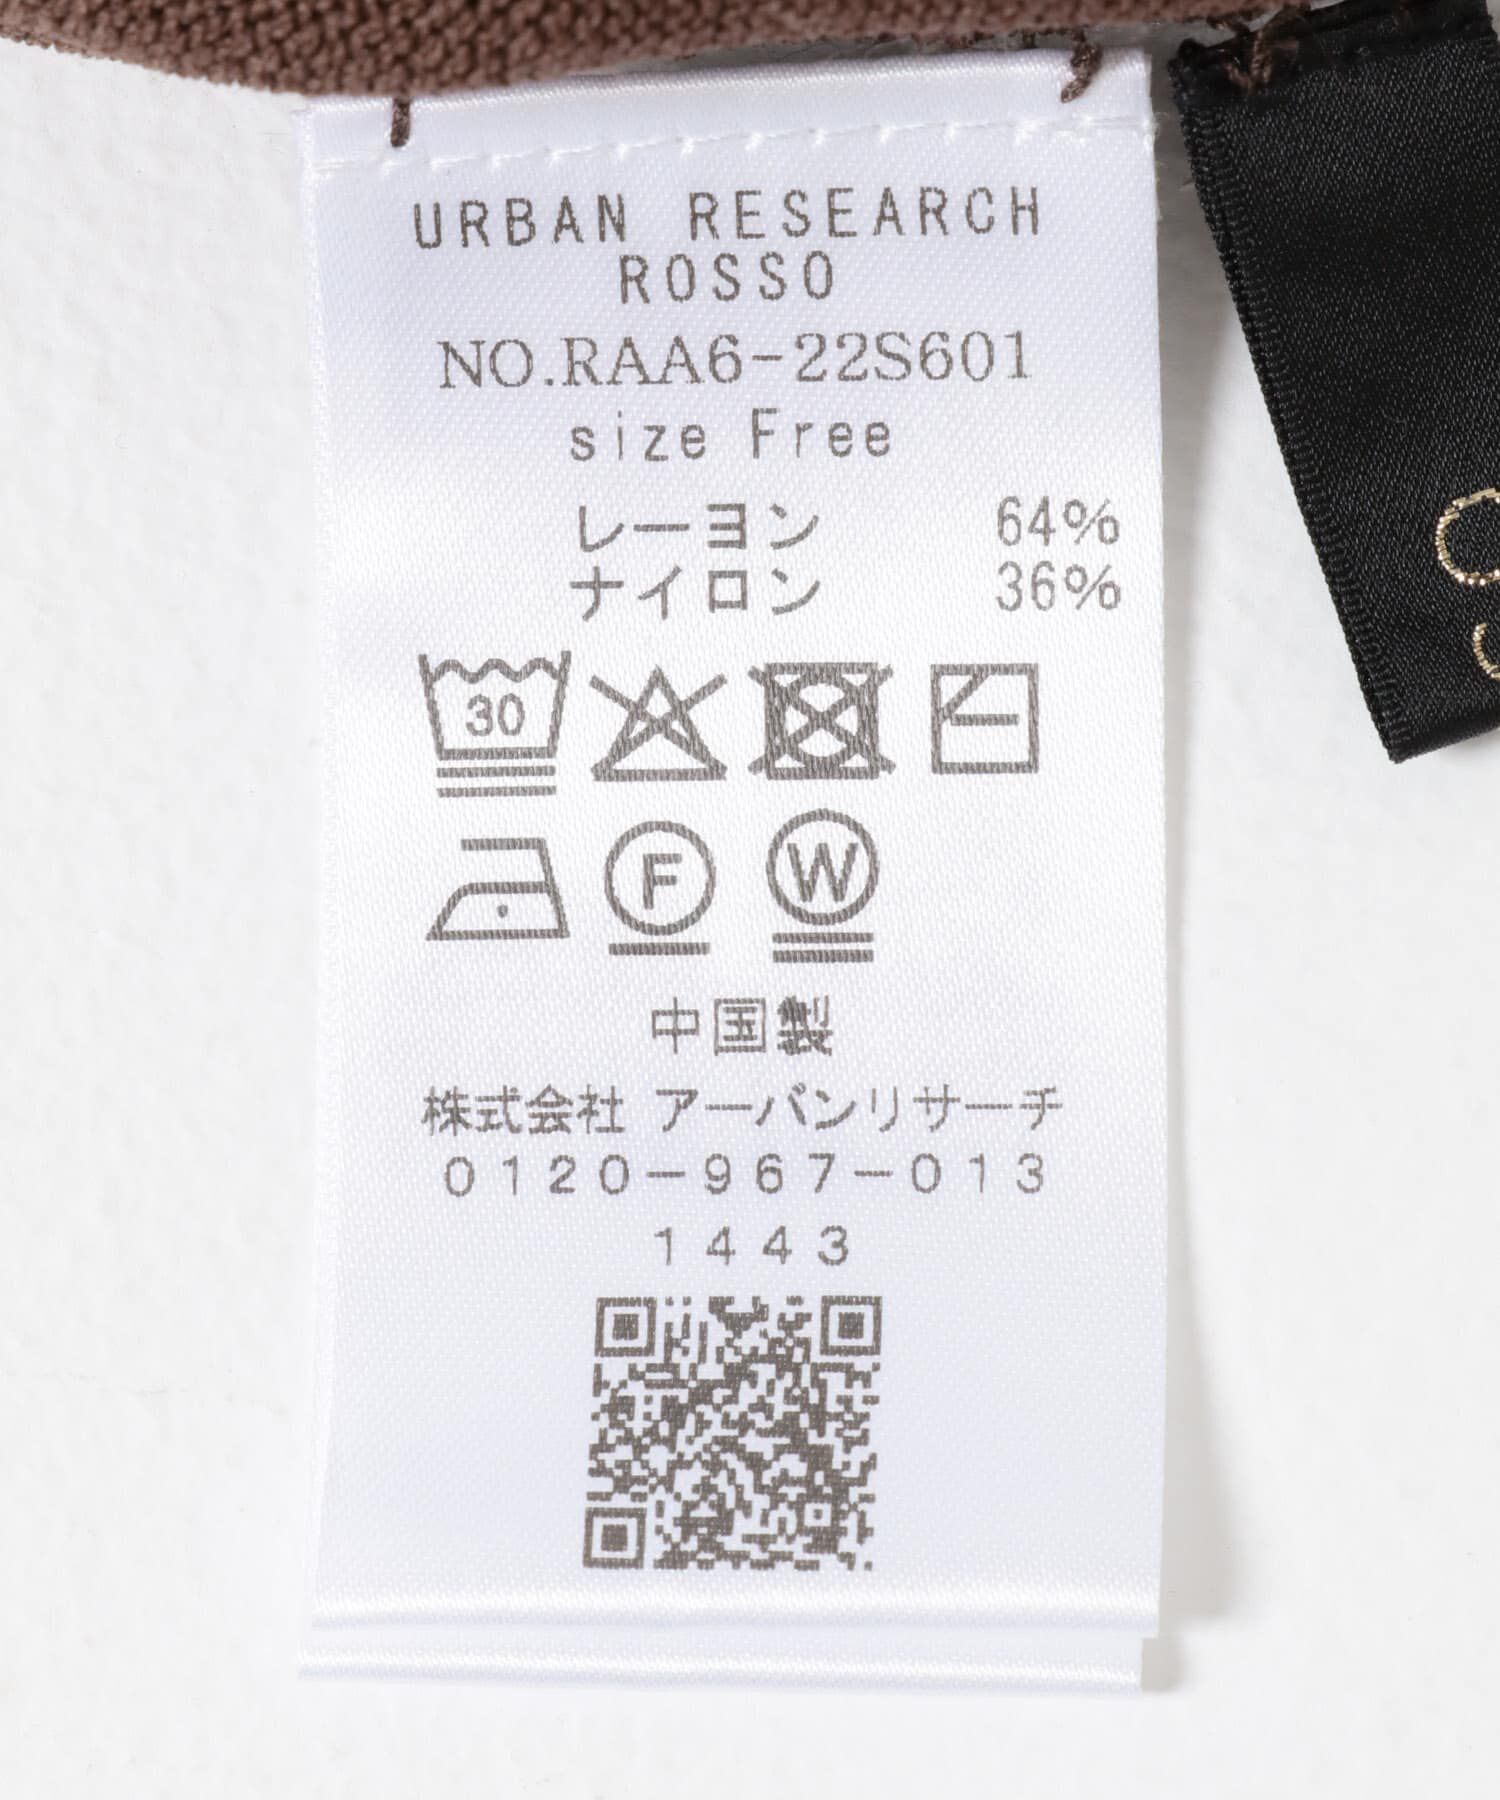 URBAN RESEARCH
ROSSO
NO.RAA6-22S601
size Free
レーヨン 64%
ナイロン 36%
30
F W
中国製
株式会社 アーバンリサーチ
0120-967-013
1443